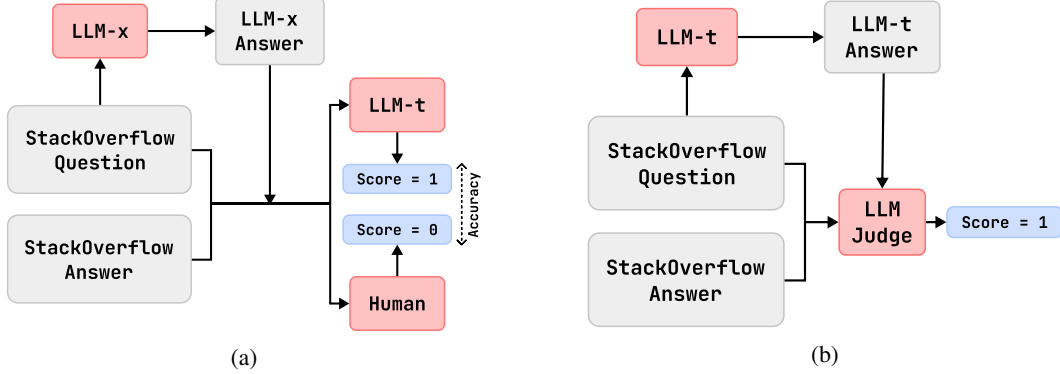 LLM-x
LLM-x
Answer
StackOverflow
Question
StackOverflow
Answer
LLM-t
Score = 1
Score = 0
Accuracy
Human
(a)
LLM-t
LLM-t
Answer
StackOverflow
Question
StackOverflow
Answer
LLM
Judge
Score = 1
(b)